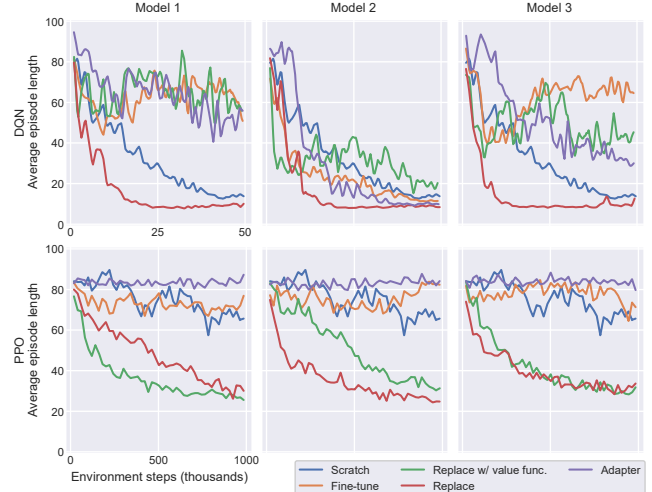 Model 1 Model 2 Model 3
DQN
Average episode length
100
80
60
40
20
0
0 25 50
PPO
Average episode length
100
80
60
40
20
0
0 500 1000
Environment steps (thousands)
Scratch Replace w/ value func. Adapter
Fine-tune Replace